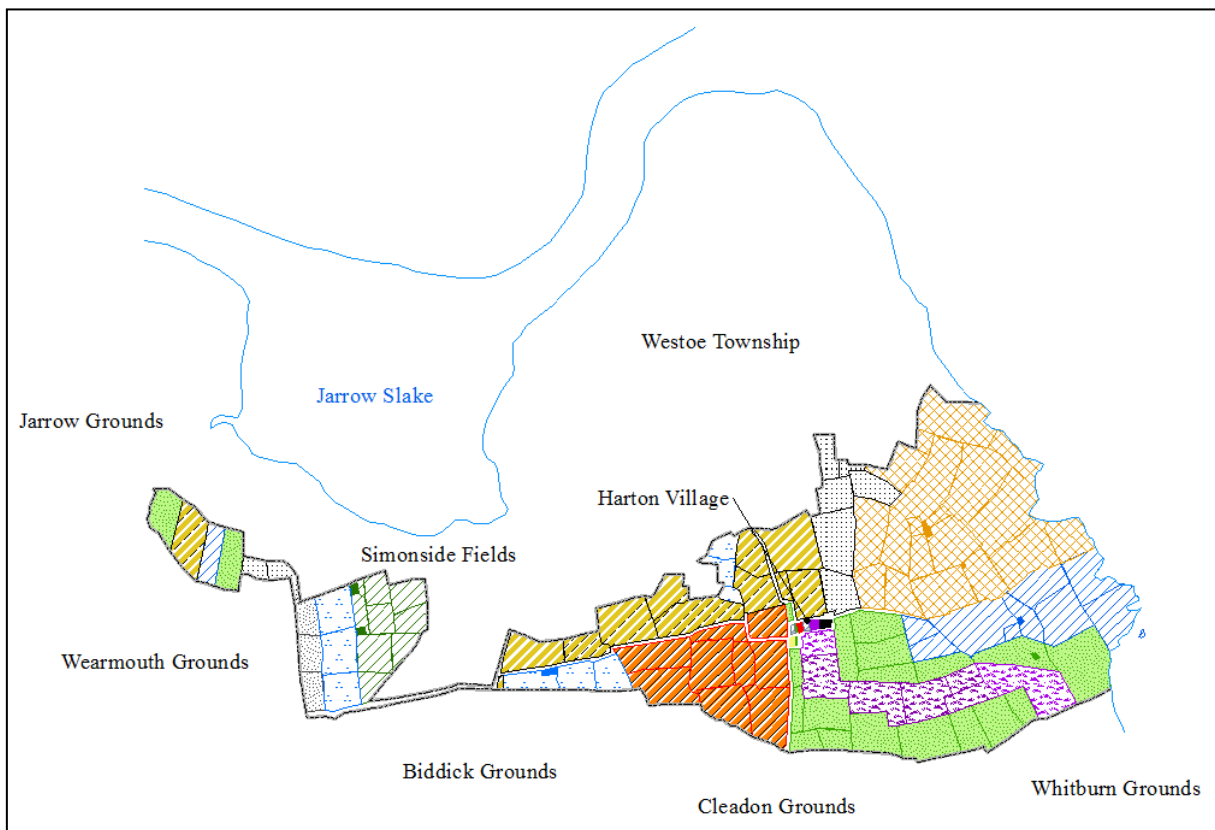 Westoe Township
Jarrow Slake
Jarrow Grounds
Harton Village
Simonside Fields
Wearmouth Grounds
Biddick Grounds
Whitburn Grounds
Cleadon Grounds